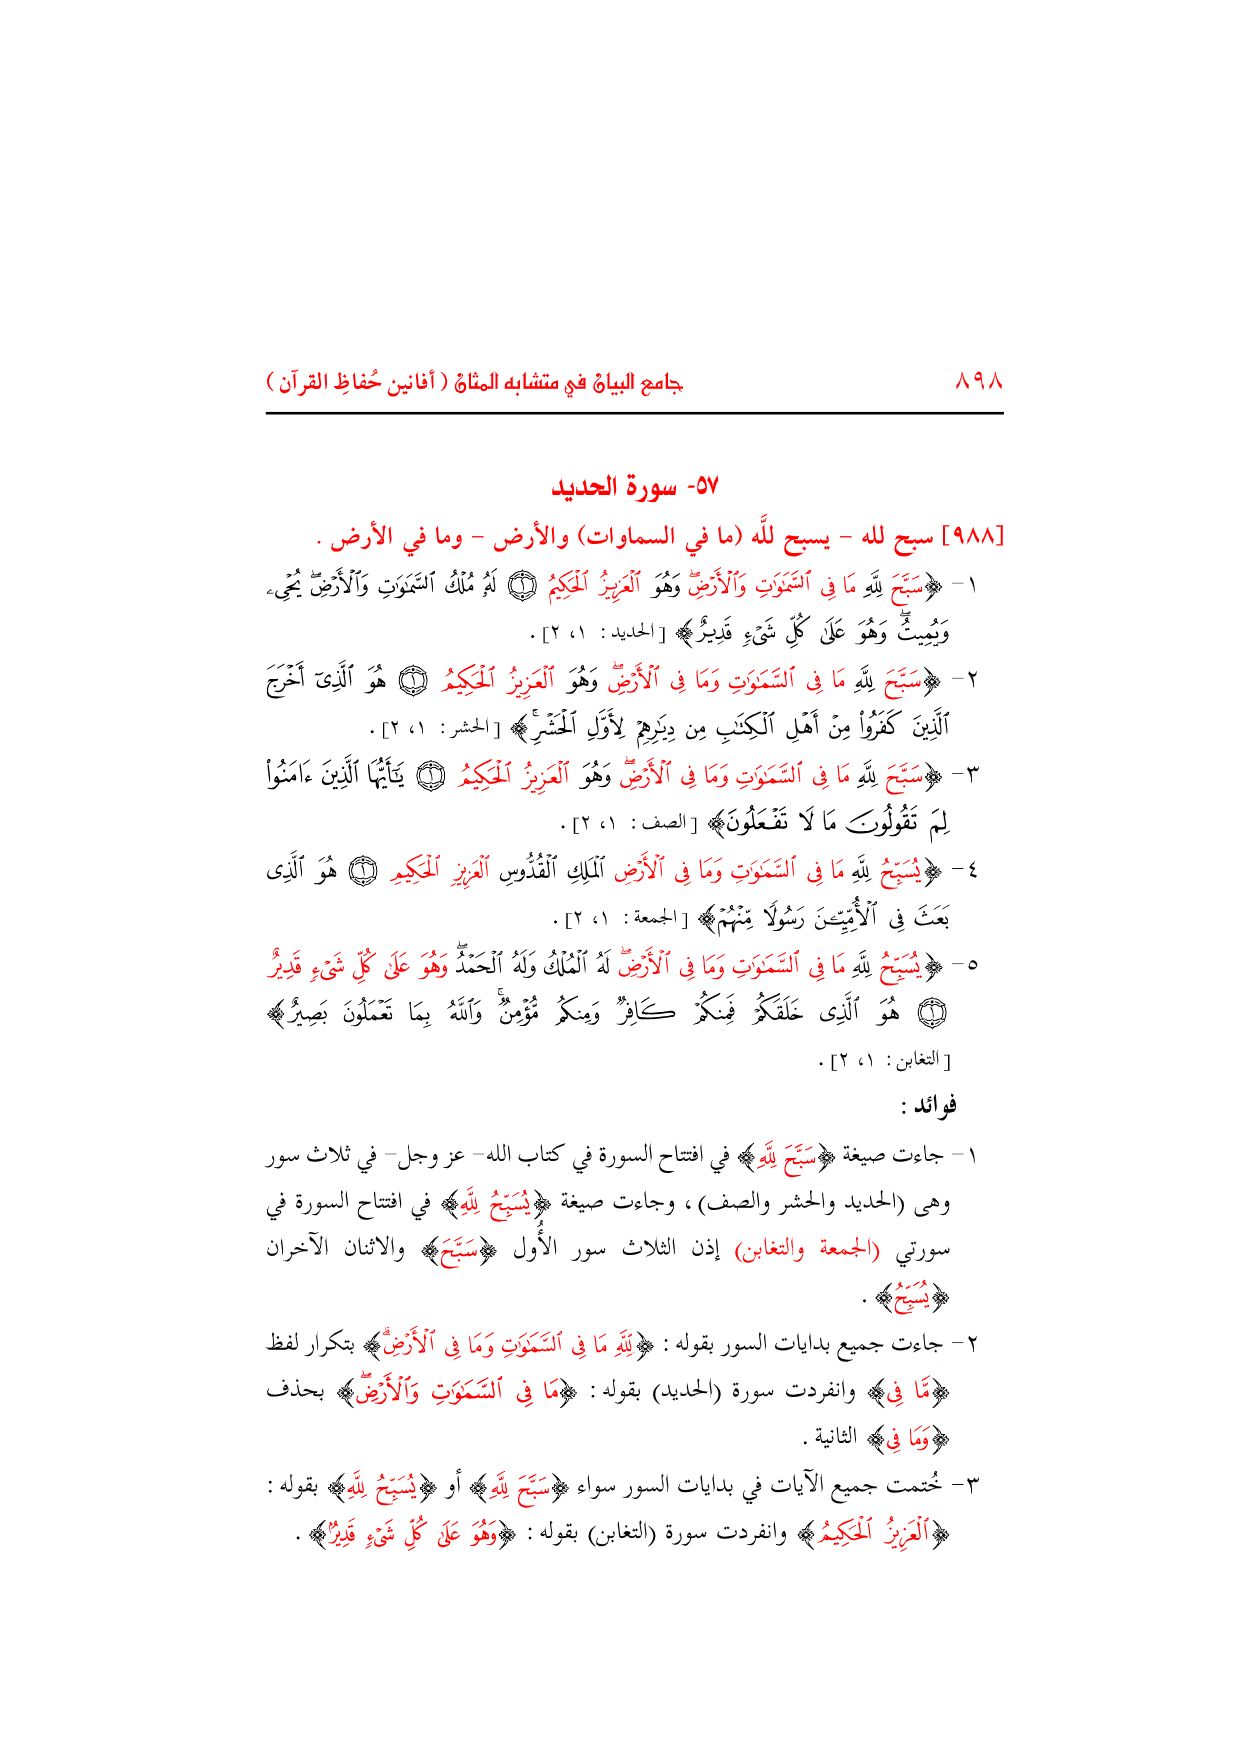 ٨٩٨ جامع البيان في متشابه المثان ( أفانين حُفاظِ القرآن )
٥٧- سورة الحديد
[٩٨٨] سبح لله – يسبح للَّه (ما في السماوات) والأرض – وما في الأرض .
١- ﴿سَبَّحَ لِلَّهِ مَا فِي ٱلسَّمَٰوَٰتِ وَٱلۡأَرۡضِۖ وَهُوَ ٱلۡعَزِيزُ ٱلۡحَكِيمُ ۝١ لَهُۥ مُلۡكُ ٱلسَّمَٰوَٰتِ وَٱلۡأَرۡضِۖ يُحۡيِۦ
وَيُمِيتُۖ وَهُوَ عَلَىٰ كُلِّ شَيۡءٖ قَدِيرٌ﴾ [الحديد: ١، ٢].
٢- ﴿سَبَّحَ لِلَّهِ مَا فِي ٱلسَّمَٰوَٰتِ وَمَا فِي ٱلۡأَرۡضِۖ وَهُوَ ٱلۡعَزِيزُ ٱلۡحَكِيمُ ۝١ هُوَ ٱلَّذِيٓ أَخۡرَجَ
ٱلَّذِينَ كَفَرُواْ مِنۡ أَهۡلِ ٱلۡكِتَٰبِ مِن دِيَٰرِهِمۡ لِأَوَّلِ ٱلۡحَشۡرِۚ﴾ [الحشر: ١، ٢].
٣- ﴿سَبَّحَ لِلَّهِ مَا فِي ٱلسَّمَٰوَٰتِ وَمَا فِي ٱلۡأَرۡضِۖ وَهُوَ ٱلۡعَزِيزُ ٱلۡحَكِيمُ ۝١ يَٰٓأَيُّهَا ٱلَّذِينَ ءَامَنُواْ
لِمَ تَقُولُونَ مَا لَا تَفۡعَلُونَ﴾ [الصف: ١، ٢].
٤- ﴿يُسَبِّحُ لِلَّهِ مَا فِي ٱلسَّمَٰوَٰتِ وَمَا فِي ٱلۡأَرۡضِ ٱلۡمَلِكِ ٱلۡقُدُّوسِ ٱلۡعَزِيزِ ٱلۡحَكِيمِ ۝١ هُوَ ٱلَّذِي
بَعَثَ فِي ٱلۡأُمِّيِّـۧنَ رَسُولٗا مِّنۡهُمۡ﴾ [الجمعة: ١، ٢].
٥- ﴿يُسَبِّحُ لِلَّهِ مَا فِي ٱلسَّمَٰوَٰتِ وَمَا فِي ٱلۡأَرۡضِۖ لَهُ ٱلۡمُلۡكُ وَلَهُ ٱلۡحَمۡدُۖ وَهُوَ عَلَىٰ كُلِّ شَيۡءٖ قَدِيرٌ
۝١ هُوَ ٱلَّذِي خَلَقَكُمۡ فَمِنكُمۡ كَافِرٞ وَمِنكُم مُّؤۡمِنٞۚ وَٱللَّهُ بِمَا تَعۡمَلُونَ بَصِيرٌ﴾
[التغابن: ١، ٢].
فوائد :
١- جاءت صيغة ﴿سَبَّحَ لِلَّهِ﴾ في افتتاح السورة في كتاب الله- عز وجل- في ثلاث سور
وهى (الحديد والحشر والصف)، وجاءت صيغة ﴿يُسَبِّحُ لِلَّهِ﴾ في افتتاح السورة في
سورتي (الجمعة والتغابن) إذن الثلاث سور الأُول ﴿سَبَّحَ﴾ والاثنان الآخران
﴿يُسَبِّحُ﴾ .
٢- جاءت جميع بدايات السور بقوله : ﴿لِلَّهِ مَا فِي ٱلسَّمَٰوَٰتِ وَمَا فِي ٱلۡأَرۡضِۗ﴾ بتكرار لفظ
﴿مَّا فِي﴾ وانفردت سورة (الحديد) بقوله : ﴿مَا فِي ٱلسَّمَٰوَٰتِ وَٱلۡأَرۡضِۖ﴾ بحذف
﴿وَمَا فِي﴾ الثانية .
٣- خُتمت جميع الآيات في بدايات السور سواء ﴿سَبَّحَ لِلَّهِ﴾ أو ﴿يُسَبِّحُ لِلَّهِ﴾ بقوله :
﴿ٱلۡعَزِيزُ ٱلۡحَكِيمُ﴾ وانفردت سورة (التغابن) بقوله : ﴿وَهُوَ عَلَىٰ كُلِّ شَيۡءٖ قَدِيرٞ﴾ .